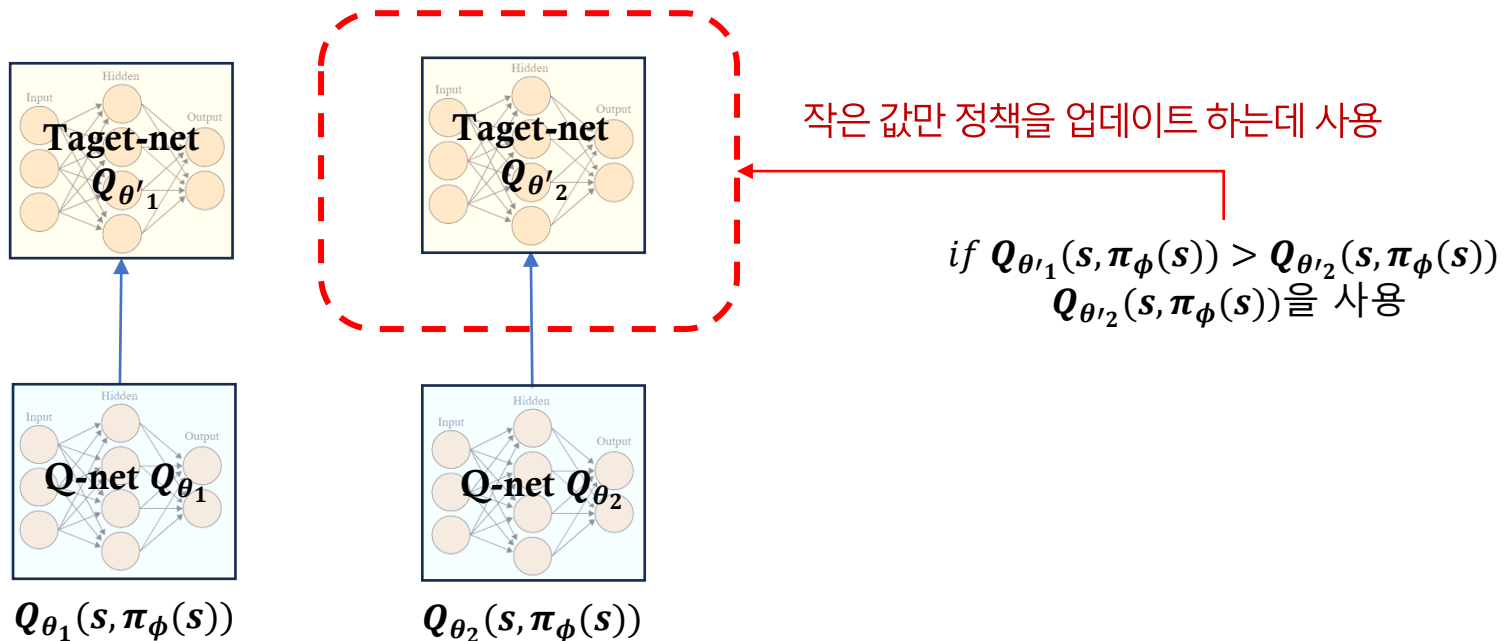 Hidden
Input
Output
Taget-net
Q_{θ'_1}
Hidden
Input
Output
Taget-net
Q_{θ'_2}
작은 값만 정책을 업데이트 하는데 사용
if Q_{θ'_1}(s, π_ϕ(s)) > Q_{θ'_2}(s, π_ϕ(s))
Q_{θ'_2}(s, π_ϕ(s))을 사용
Hidden
Input
Output
Q-net Q_{θ_1}
Hidden
Input
Output
Q-net Q_{θ_2}
Q_{θ_1}(s, π_ϕ(s))
Q_{θ_2}(s, π_ϕ(s))